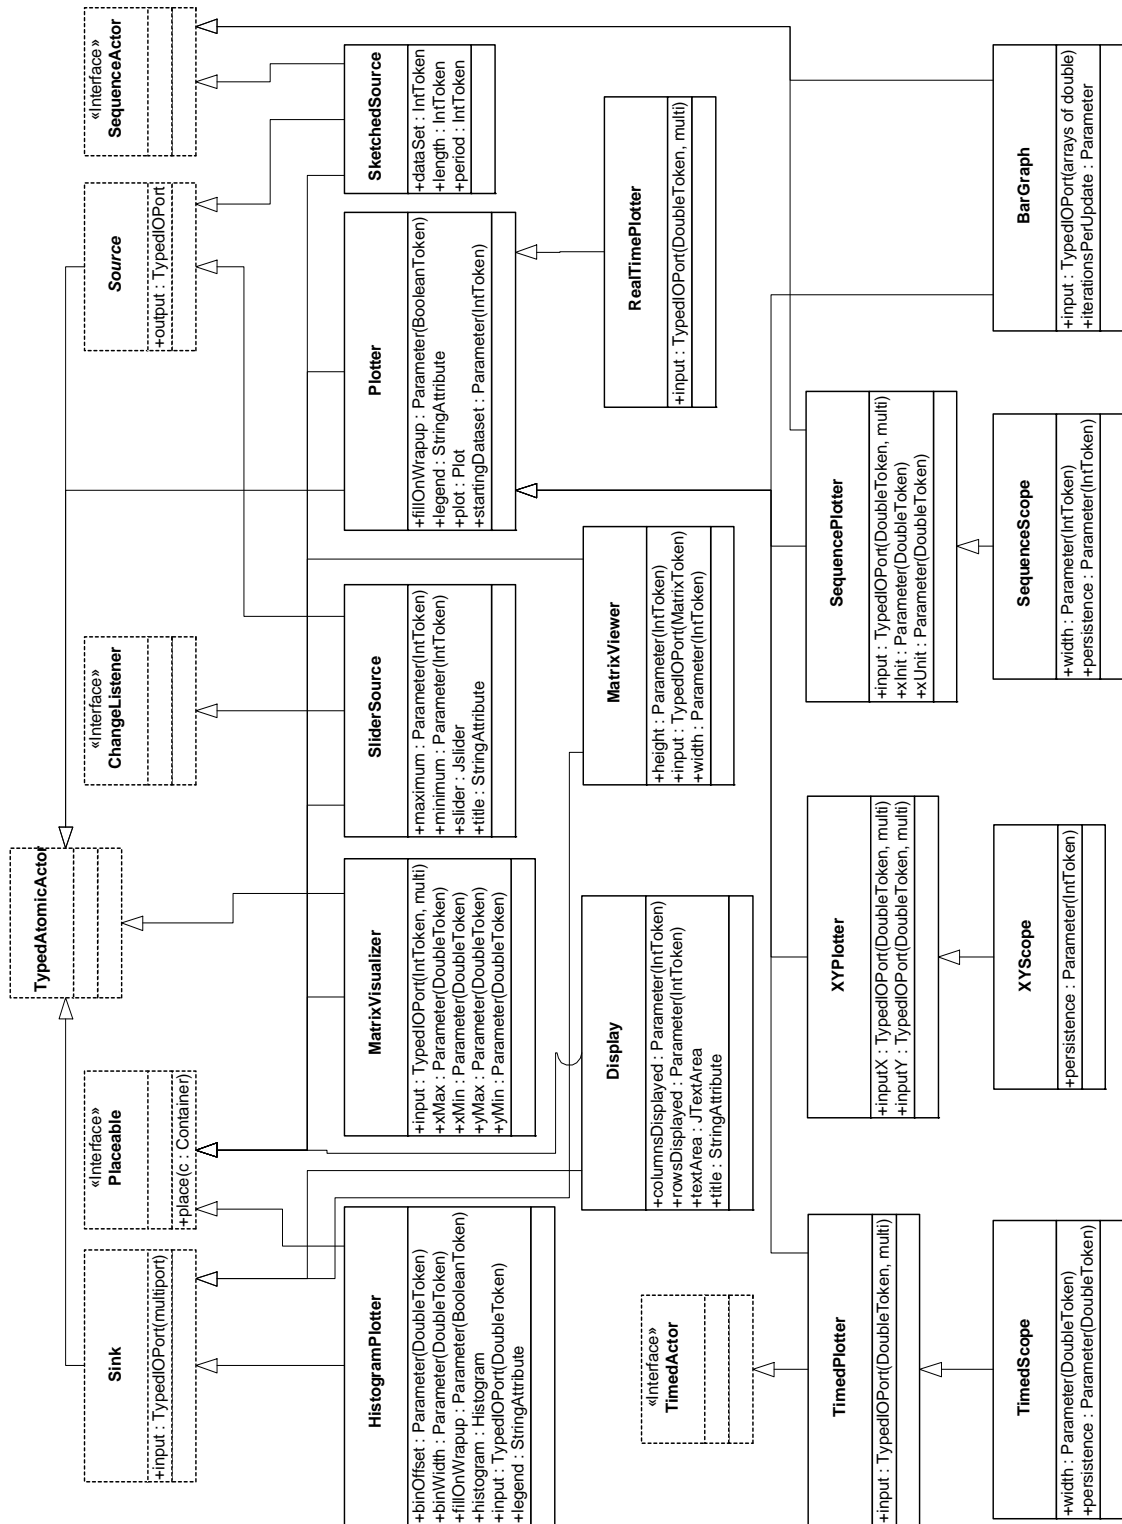 Sink
+input : TypedIOPort(multiport)
«Interface»
Placeable
+place(c : Container)
TypedAtomicActor
«Interface»
ChangeListener
Source
+output : TypedIOPort
«Interface»
SequenceActor
HistogramPlotter
+binOffset : Parameter(DoubleToken)
+binWidth : Parameter(DoubleToken)
+fillOnWrapup : Parameter(BooleanToken)
+histogram : Histogram
+input : TypedIOPort(DoubleToken)
+legend : StringAttribute
MatrixVisualizer
+input : TypedIOPort(IntToken, multi)
+xMax : Parameter(DoubleToken)
+xMin : Parameter(DoubleToken)
+yMax : Parameter(DoubleToken)
+yMin : Parameter(DoubleToken)
SliderSource
+maximum : Parameter(IntToken)
+minimum : Parameter(IntToken)
+slider : Jslider
+title : StringAttribute
Plotter
+fillOnWrapup : Parameter(BooleanToken)
+legend : StringAttribute
+plot : Plot
+startingDataset : Parameter(IntToken)
SketchedSource
+dataSet : IntToken
+length : IntToken
+period : IntToken
«Interface»
TimedActor
Display
+columnsDisplayed : Parameter(IntToken)
+rowsDisplayed : Parameter(IntToken)
+textArea : JTextArea
+title : StringAttribute
MatrixViewer
+height : Parameter(IntToken)
+input : TypedIOPort(MatrixToken)
+width : Parameter(IntToken)
RealTimePlotter
+input : TypedIOPort(DoubleToken, multi)
TimedPlotter
+input : TypedIOPort(DoubleToken, multi)
XYPlotter
+inputX : TypedIOPort(DoubleToken, multi)
+inputY : TypedIOPort(DoubleToken, multi)
SequencePlotter
+input : TypedIOPort(DoubleToken, multi)
+xInit : Parameter(DoubleToken)
+xUnit : Parameter(DoubleToken)
TimedScope
+width : Parameter(DoubleToken)
+persistence : Parameter(DoubleToken)
XYScope
+persistence : Parameter(IntToken)
SequenceScope
+width : Parameter(IntToken)
+persistence : Parameter(IntToken)
BarGraph
+input : TypedIOPort(arrays of double)
+iterationsPerUpdate : Parameter